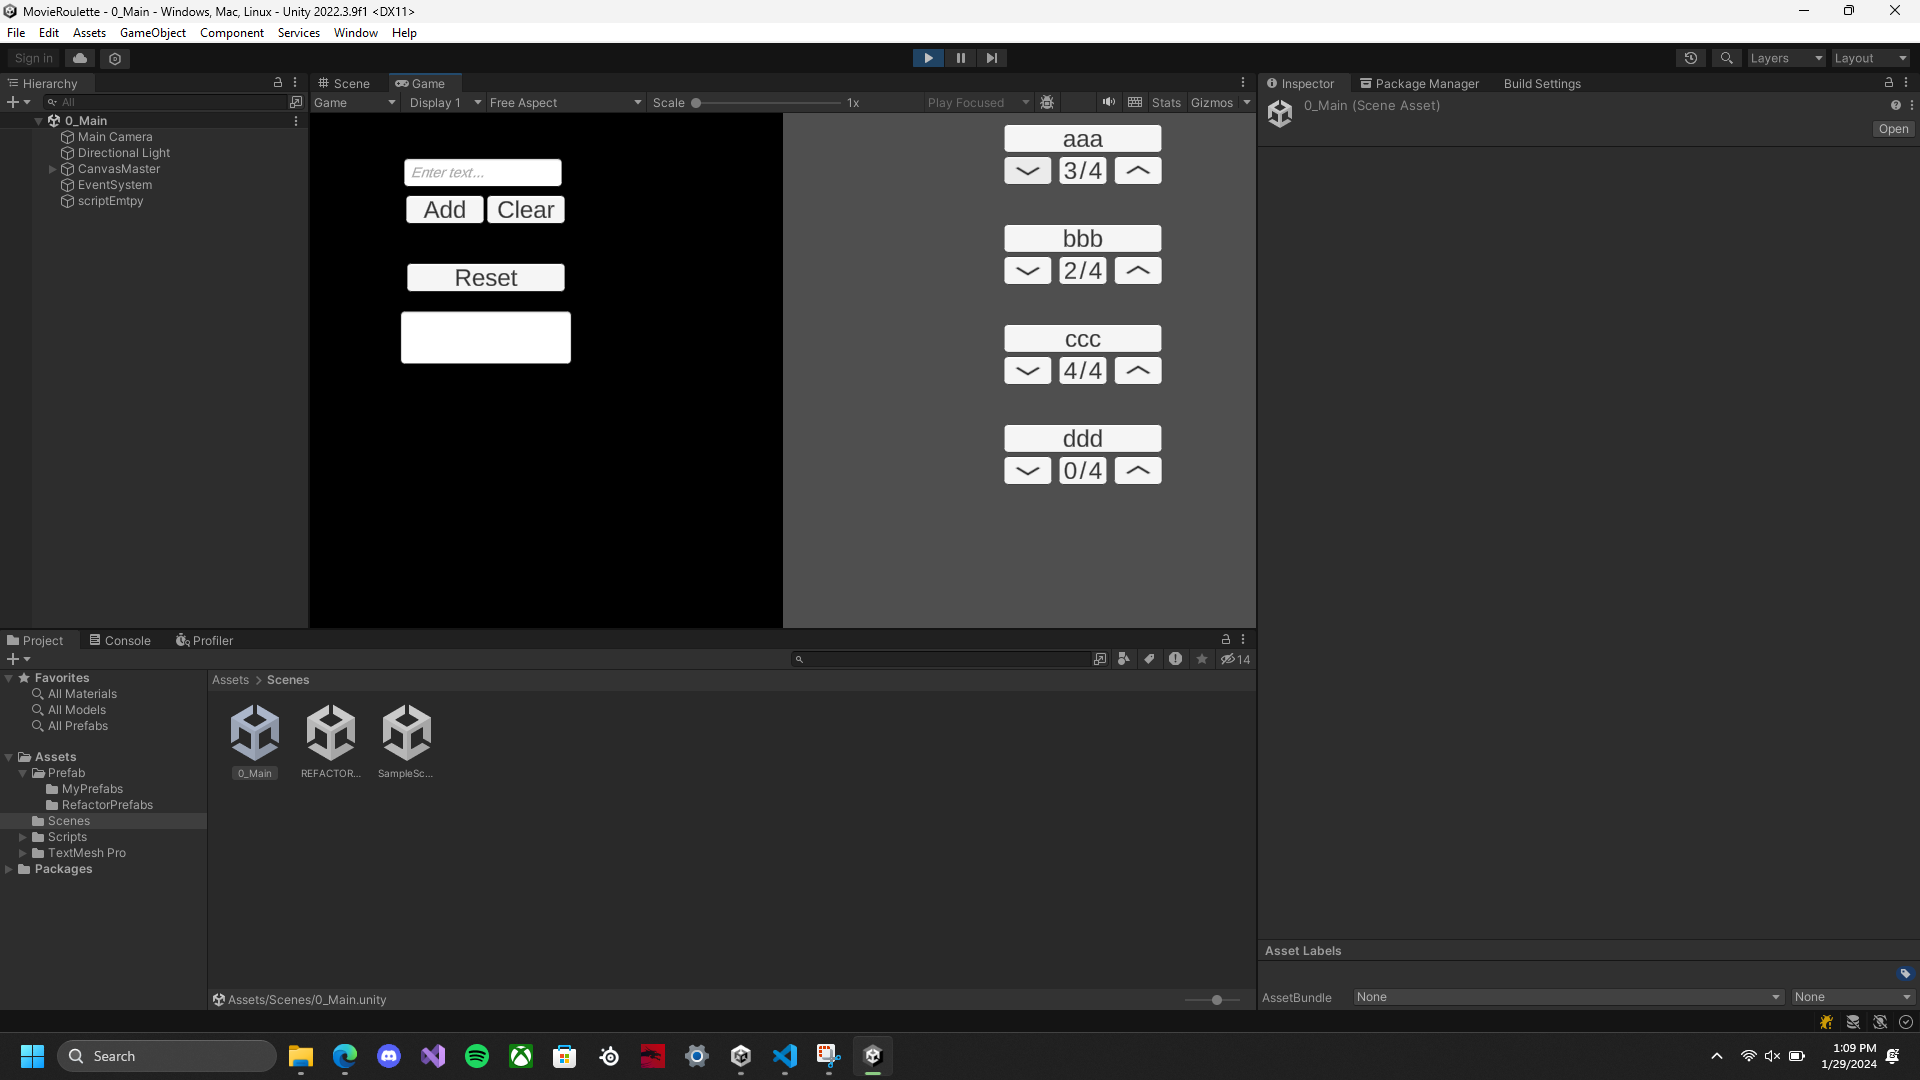 MovieRoulette - 0_Main - Windows, Mac, Linux - Unity 2022.3.9f1 <DX11>
File Edit Assets GameObject Component Services Window Help
Sign in
Layers
Layout
Hierarchy
All
0_Main
Main Camera
Directional Light
CanvasMaster
EventSystem
scriptEmtpy
Scene Game
Game Display 1 Free Aspect Scale 1x Play Focused Stats Gizmos
Enter text...
Add Clear
Reset
aaa
3/4
bbb
2/4
ccc
4/4
ddd
0/4
Inspector Package Manager Build Settings
0_Main (Scene Asset)
Open
Project Console Profiler
14
Favorites
All Materials
All Models
All Prefabs
Assets
Prefab
MyPrefabs
RefactorPrefabs
Scenes
Scripts
TextMesh Pro
Packages
Assets > Scenes
0_Main REFACTOR... SampleSc...
Assets/Scenes/0_Main.unity
Asset Labels
AssetBundle None None
Search
1:09 PM
1/29/2024